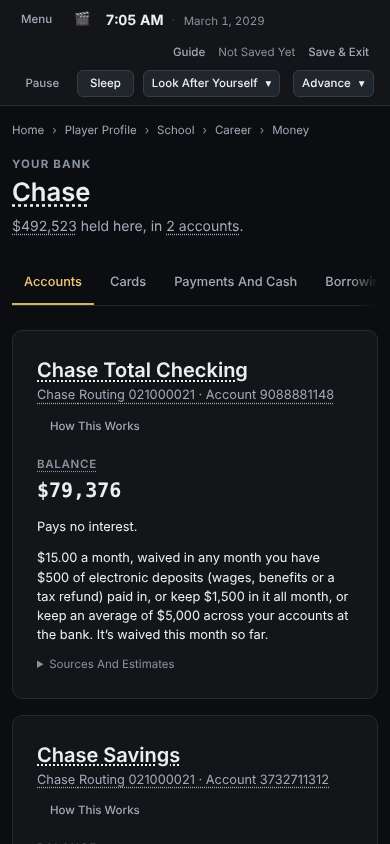 Menu 🎬 7:05 AM · March 1, 2029
Guide Not Saved Yet Save & Exit
Pause Sleep Look After Yourself ▾ Advance ▾
Home › Player Profile › School › Career › Money
YOUR BANK
Chase
$492,523 held here, in 2 accounts.
Accounts Cards Payments And Cash
Chase Total Checking
Chase Routing 021000021 · Account 9088881148
How This Works
BALANCE
$79,376
Pays no interest.
$15.00 a month, waived in any month you have
$500 of electronic deposits (wages, benefits or a
tax refund) paid in, or keep $1,500 in it all month, or
keep an average of $5,000 across your accounts at
the bank. It’s waived this month so far.
▶ Sources And Estimates
Chase Savings
Chase Routing 021000021 · Account 3732711312
How This Works